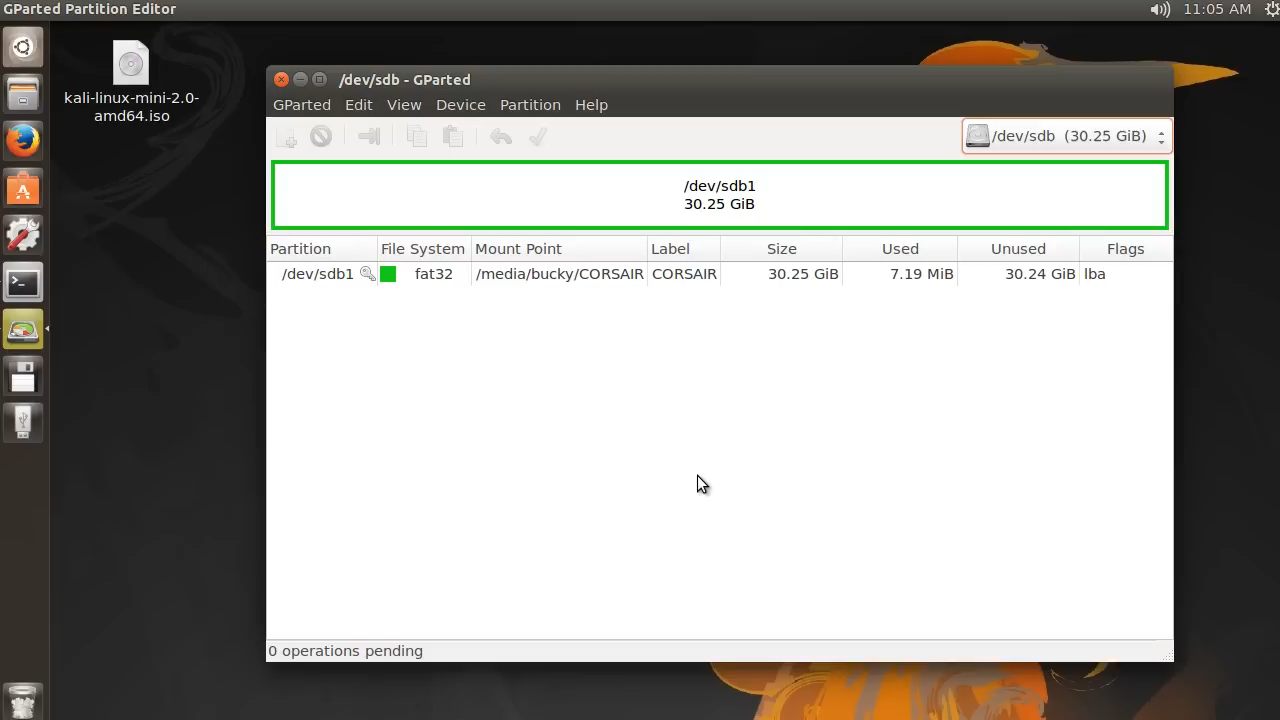 GParted Partition Editor
11:05 AM
kali-linux-mini-2.0-
amd64.iso
/dev/sdb - GParted
GParted Edit View Device Partition Help
/dev/sdb (30.25 GiB)
/dev/sdb1
30.25 GiB
Partition File System Mount Point Label Size Used Unused Flags
/dev/sdb1 fat32 /media/bucky/CORSAIR CORSAIR 30.25 GiB 7.19 MiB 30.24 GiB lba
0 operations pending